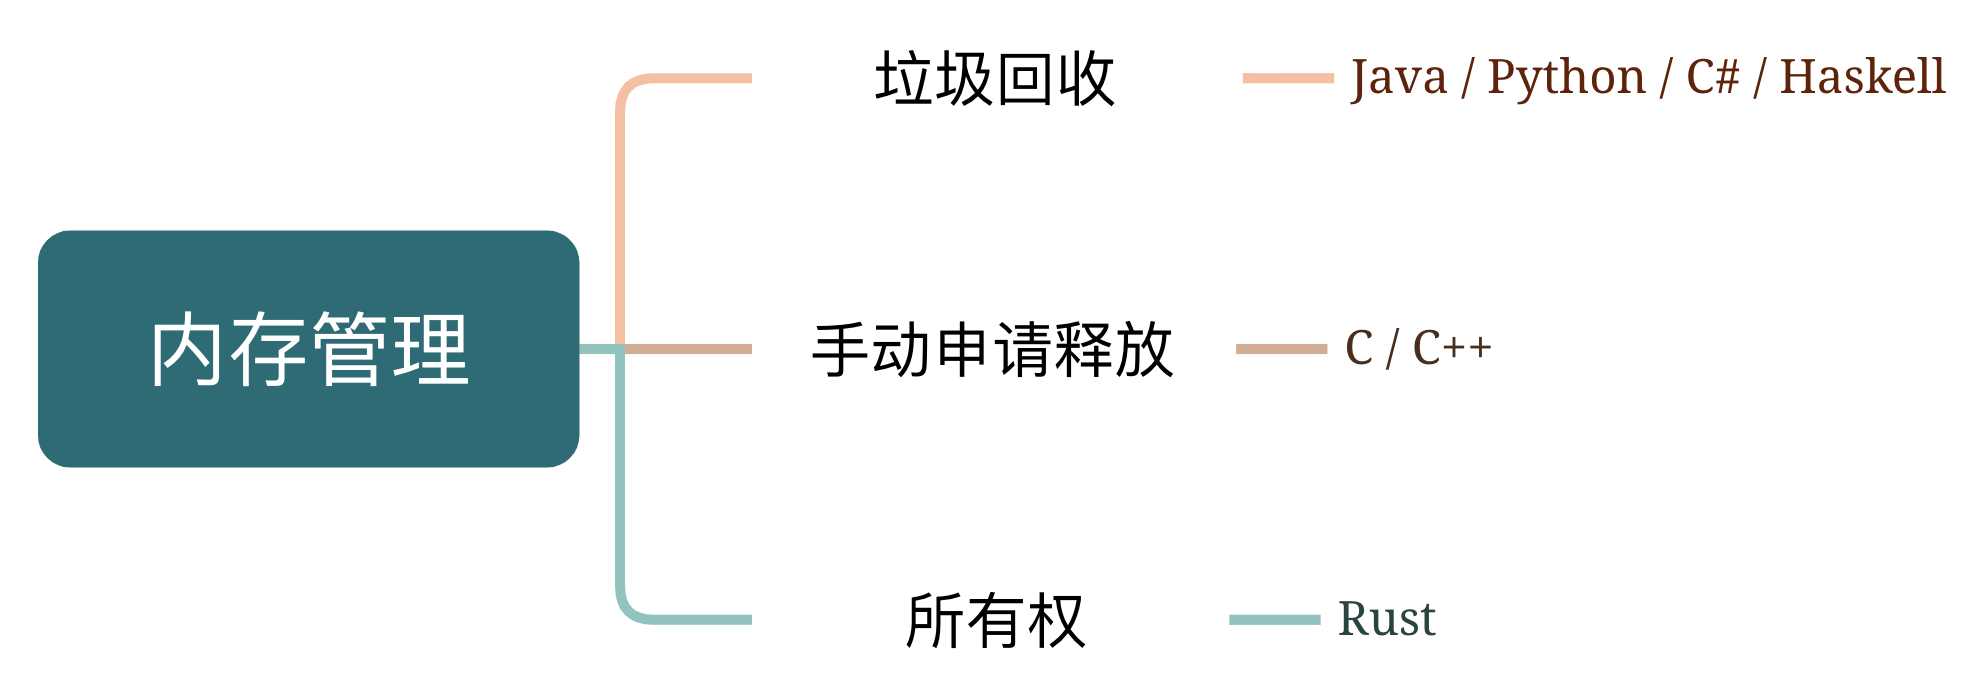 垃圾回收
Java / Python / C# / Haskell
内存管理
手动申请释放
C / C++
所有权
Rust